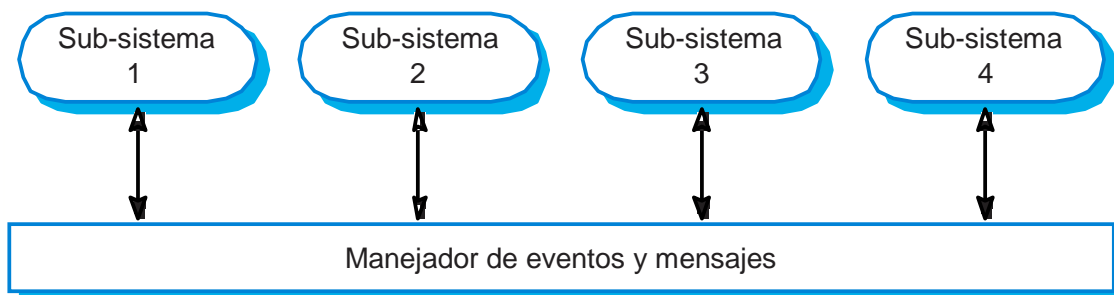 Sub-sistema
1
Sub-sistema
2
Sub-sistema
3
Sub-sistema
4
Manejador de eventos y mensajes